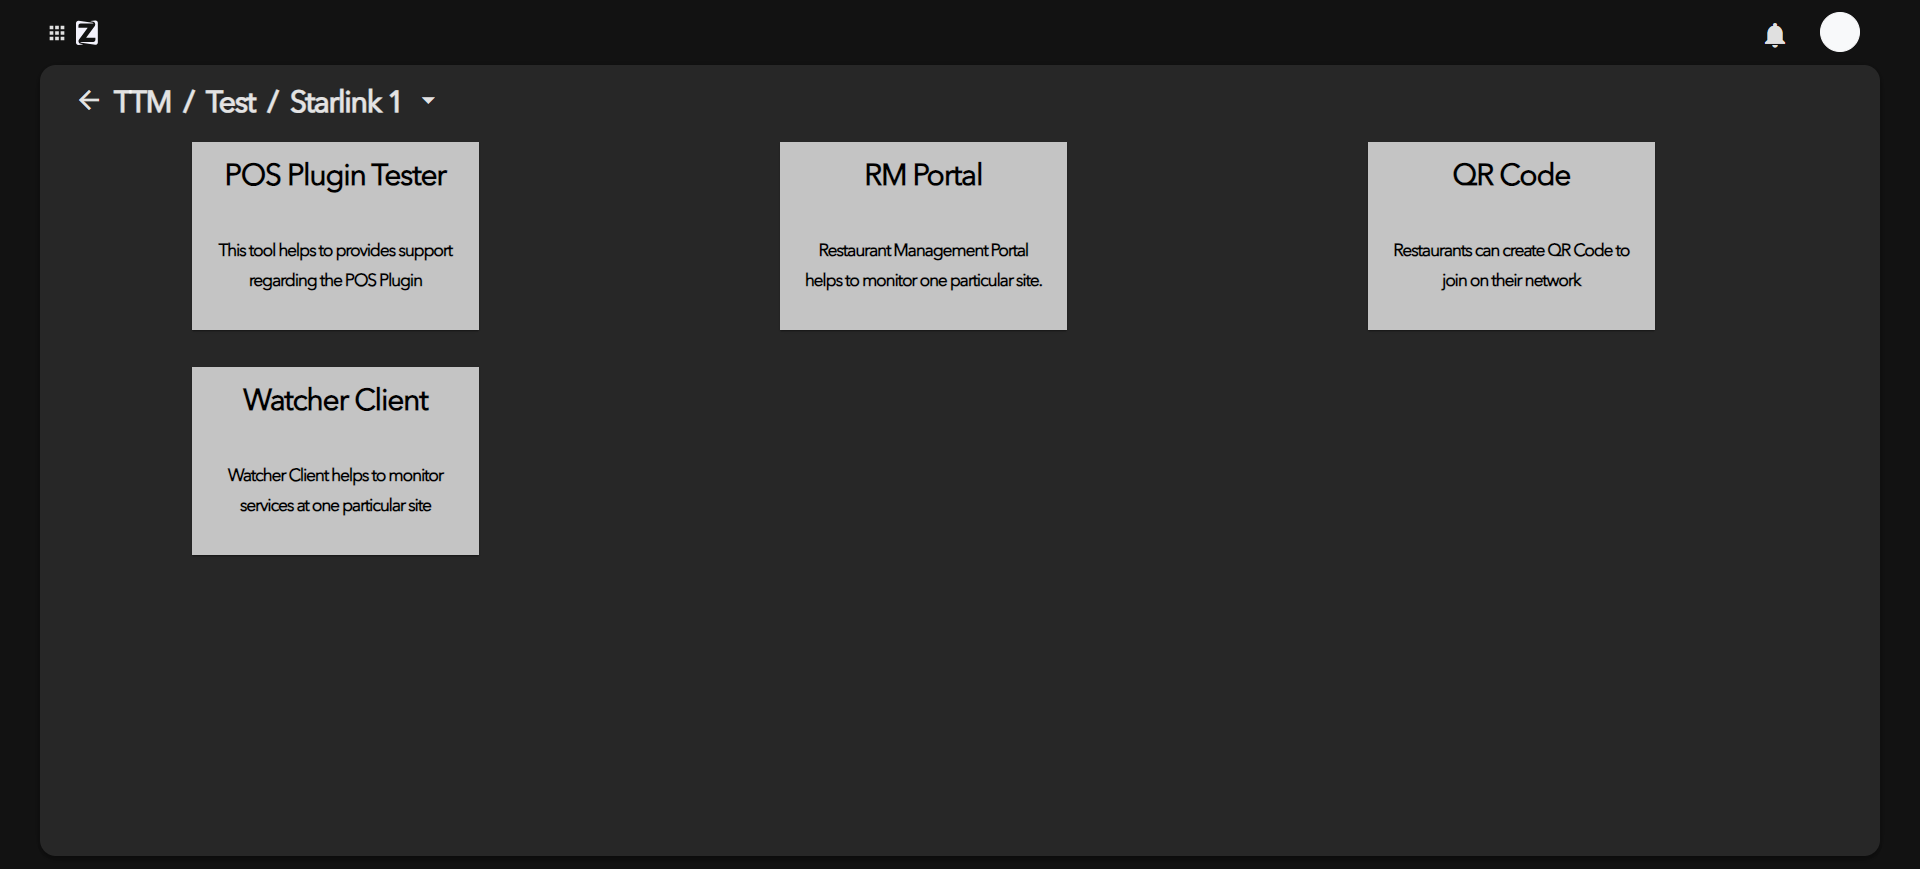 Z
TTM / Test / Starlink 1
POS Plugin Tester
This tool helps to provides support
regarding the POS Plugin
RM Portal
Restaurant Management Portal
helps to monitor one particular site.
QR Code
Restaurants can create QR Code to
join on their network
Watcher Client
Watcher Client helps to monitor
services at one particular site